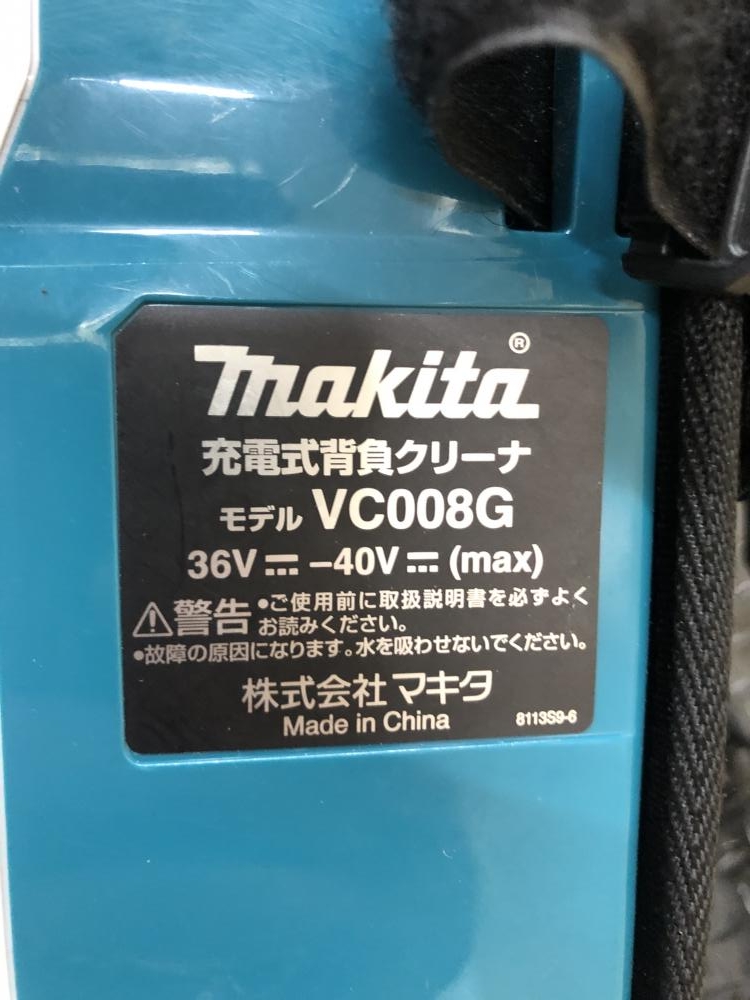 makita®
充電式背負クリーナ
モデル VC008G
36V⎓–40V⎓(max)
⚠警告 •ご使用前に取扱説明書を必ずよく
お読みください。
•故障の原因になります。水を吸わせないでください。
株式会社マキタ
Made in China 8113S9-6